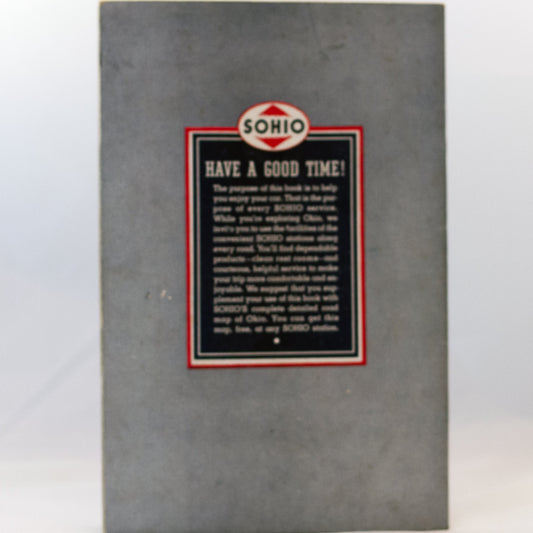 SOHIO
HAVE A GOOD TIME!
The purpose of this book is to help
you enjoy your car. That is the pur-
pose of every SOHIO service.
While you're exploring Ohio, we
invite you to use the facilities of the
convenient SOHIO stations along
every road. You'll find dependable
products—clean rest rooms—and
courteous, helpful service to make
your trip more comfortable and en-
joyable. We suggest that you sup-
plement your use of this book with
SOHIO'S complete detailed road
map of Ohio. You can get this
map, free, at any SOHIO station.